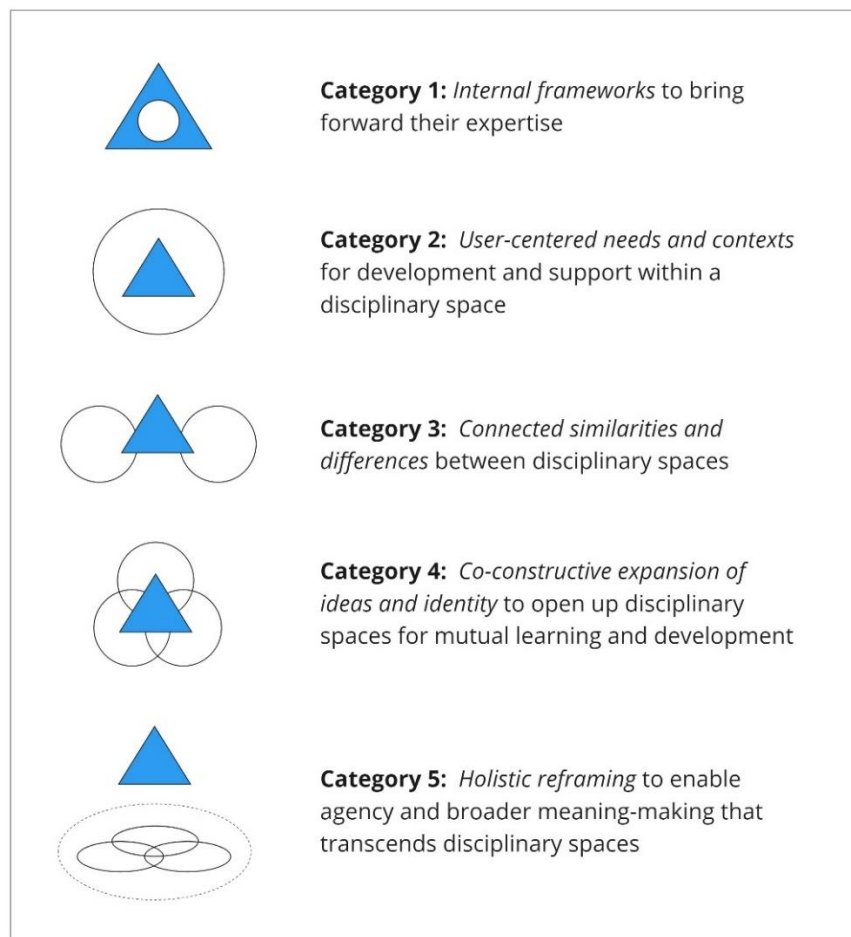 Category 1: Internal frameworks to bring
forward their expertise
Category 2: User-centered needs and contexts
for development and support within a
disciplinary space
Category 3: Connected similarities and
differences between disciplinary spaces
Category 4: Co-constructive expansion of
ideas and identity to open up disciplinary
spaces for mutual learning and development
Category 5: Holistic reframing to enable
agency and broader meaning-making that
transcends disciplinary spaces